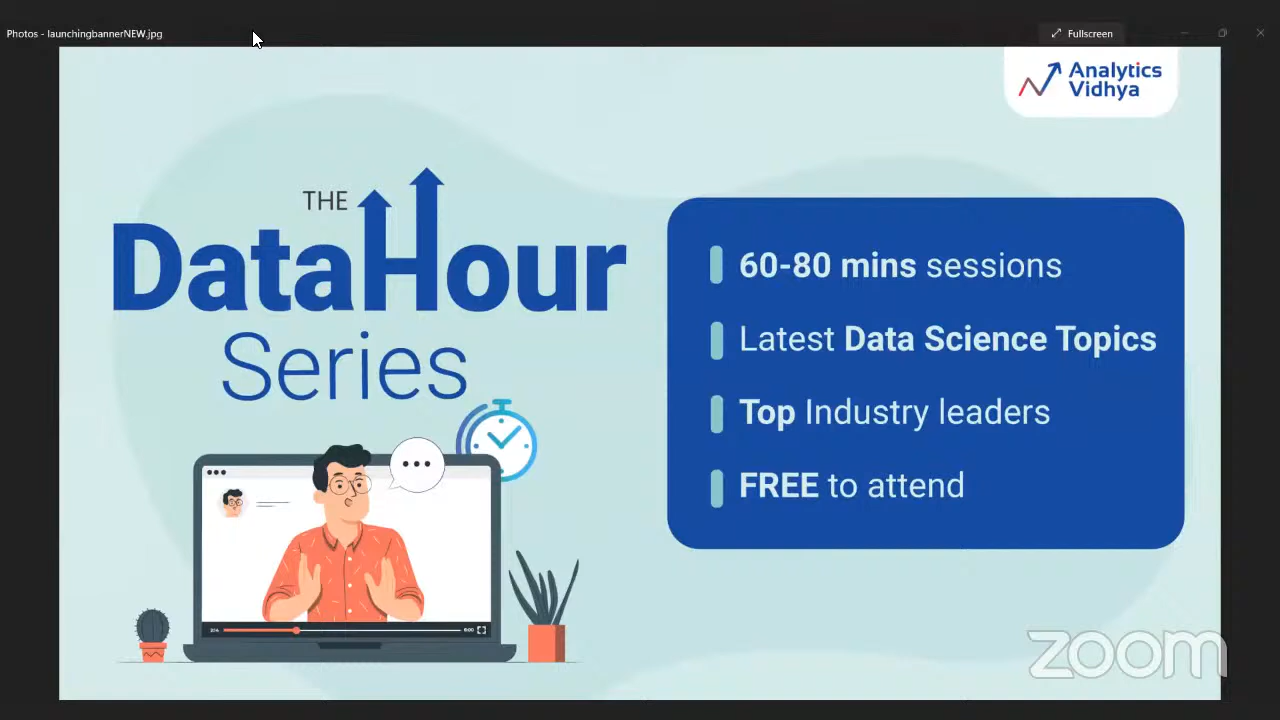 Photos - launchingbannerNEW.jpg
Fullscreen
Analytics
Vidhya
THE
DataHour
Series
60-80 mins sessions
Latest Data Science Topics
Top Industry leaders
FREE to attend
zoom